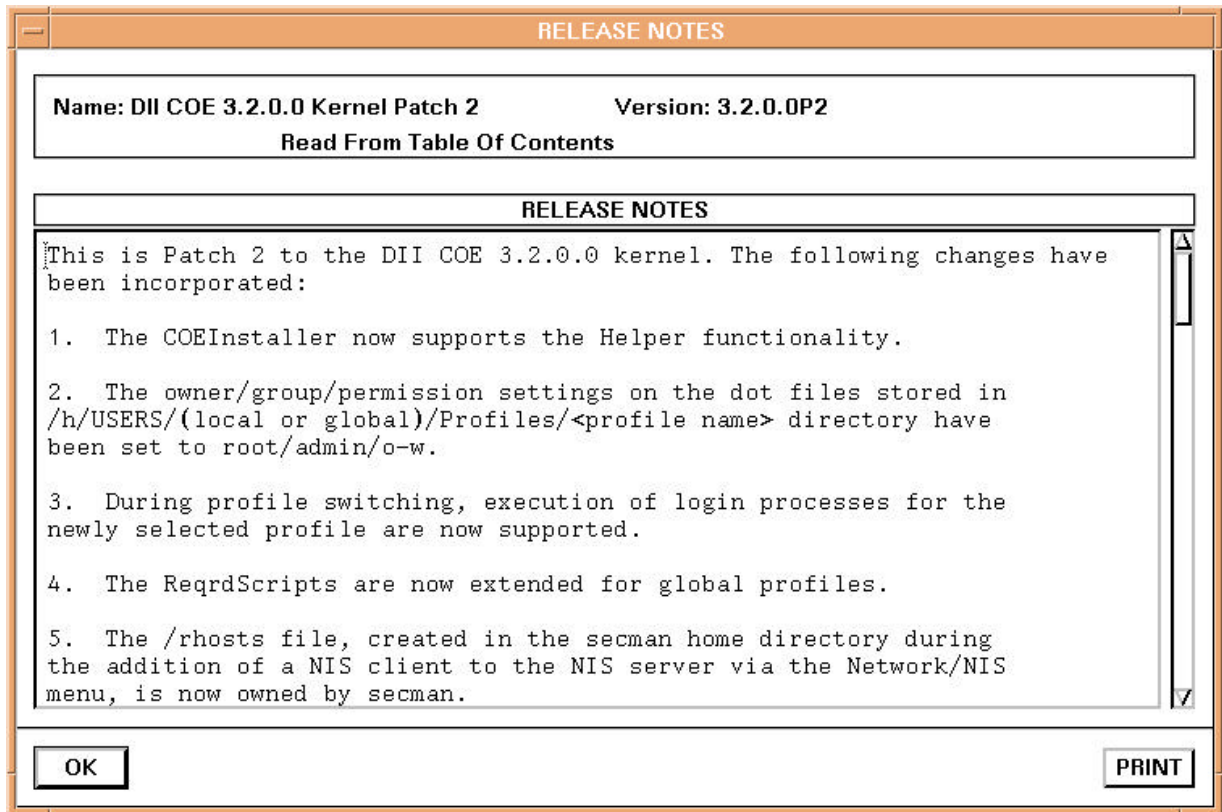 RELEASE NOTES
Name: DII COE 3.2.0.0 Kernel Patch 2 Version: 3.2.0.0P2
Read From Table Of Contents
RELEASE NOTES
This is Patch 2 to the DII COE 3.2.0.0 kernel. The following changes have
been incorporated:
1. The COEInstaller now supports the Helper functionality.
2. The owner/group/permission settings on the dot files stored in
/h/USERS/(local or global)/Profiles/<profile name> directory have
been set to root/admin/o-w.
3. During profile switching, execution of login processes for the
newly selected profile are now supported.
4. The ReqrdScripts are now extended for global profiles.
5. The /rhosts file, created in the secman home directory during
the addition of a NIS client to the NIS server via the Network/NIS
menu, is now owned by secman.
OK PRINT